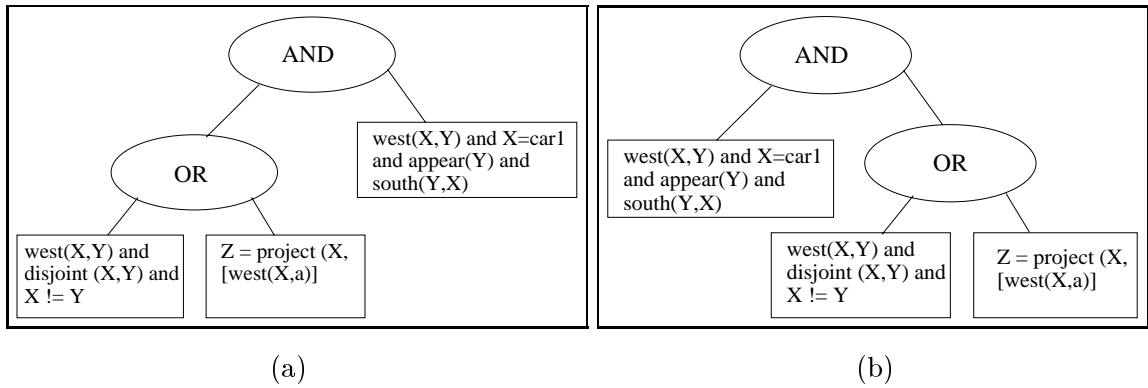 AND
OR
west(X,Y) and X=car1
and appear(Y) and
south(Y,X)
west(X,Y) and
disjoint (X,Y) and
X != Y
Z = project (X,
[west(X,a)]
(a)
AND
west(X,Y) and X=car1
and appear(Y) and
south(Y,X)
OR
west(X,Y) and
disjoint (X,Y) and
X != Y
Z = project (X,
[west(X,a)]
(b)